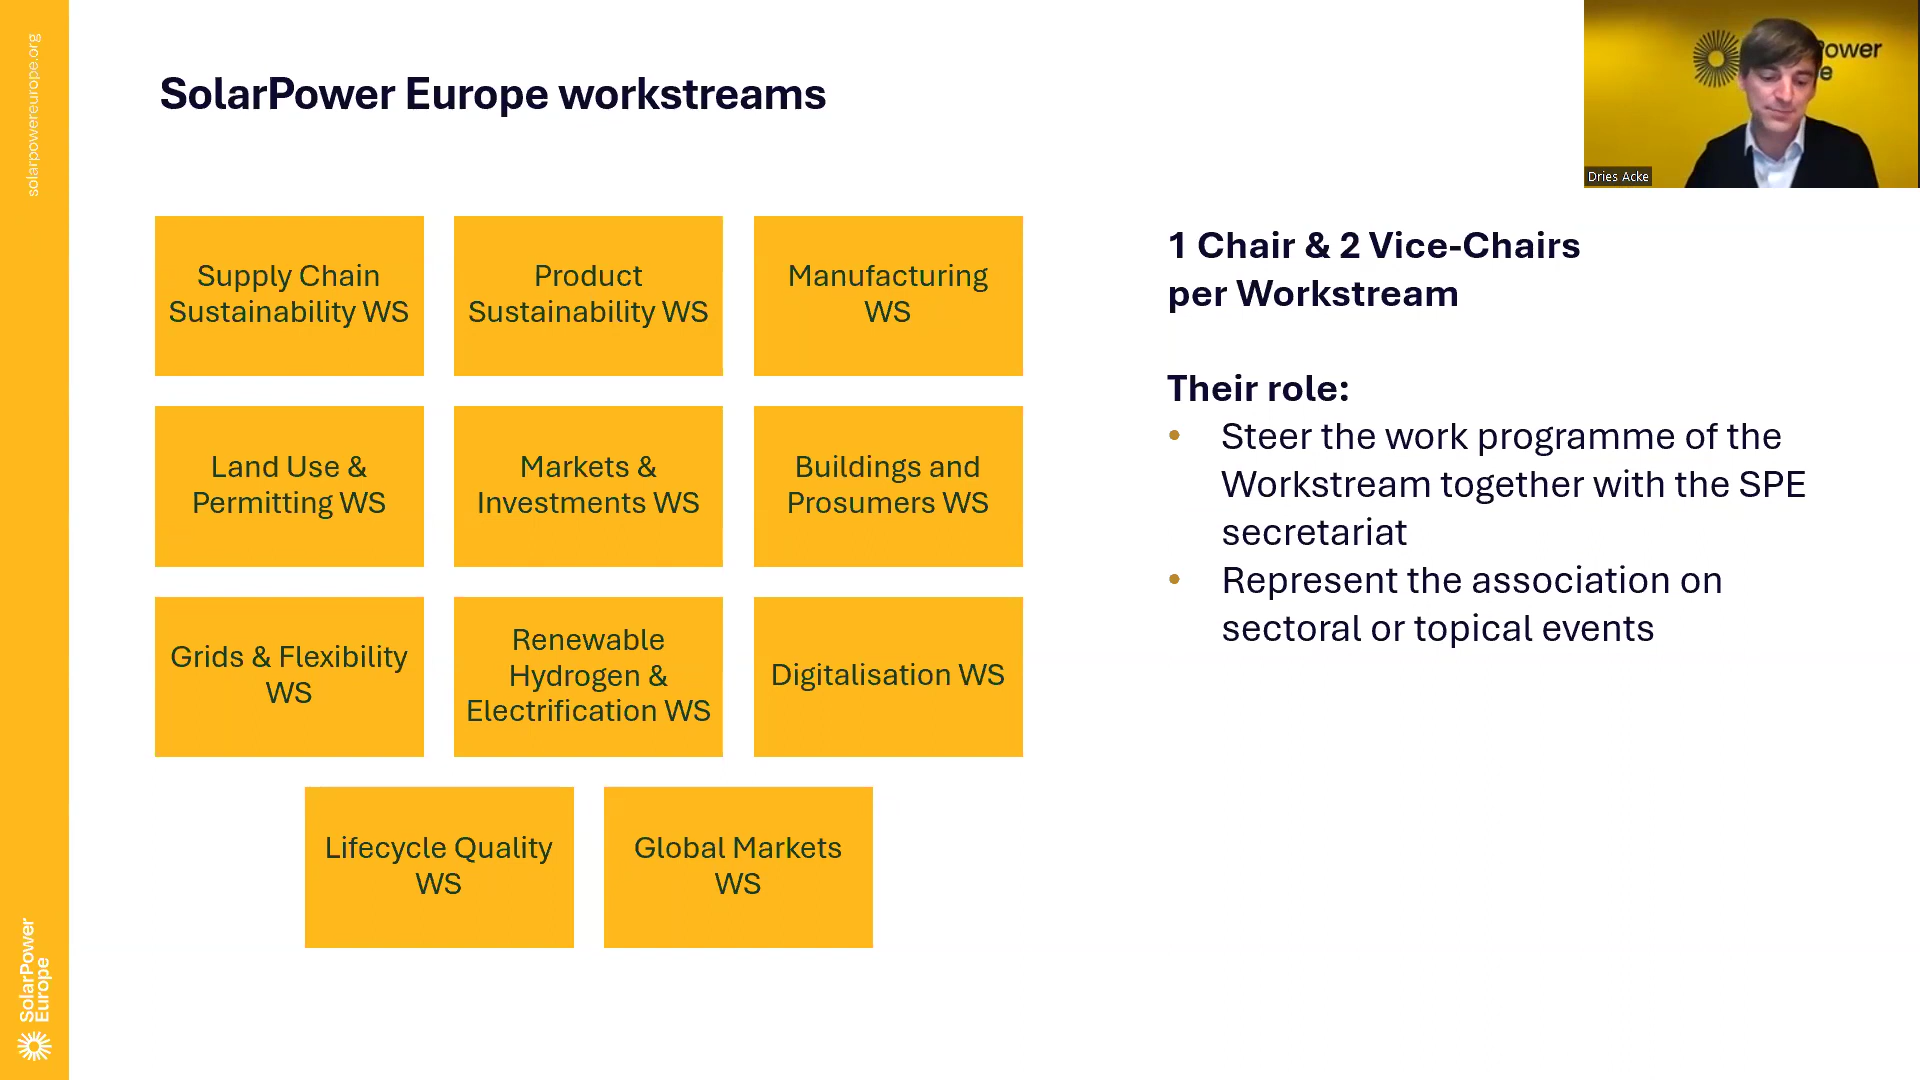 solarpowereurope.org
SolarPower Europe workstreams
Supply Chain
Sustainability WS
Product
Sustainability WS
Manufacturing
WS
Land Use &
Permitting WS
Markets &
Investments WS
Buildings and
Prosumers WS
Grids & Flexibility
WS
Renewable
Hydrogen &
Electrification WS
Digitalisation WS
Lifecycle Quality
WS
Global Markets
WS
1 Chair & 2 Vice-Chairs
per Workstream
Their role:
• Steer the work programme of the
Workstream together with the SPE
secretariat
• Represent the association on
sectoral or topical events
Dries Acke
SolarPower
Europe